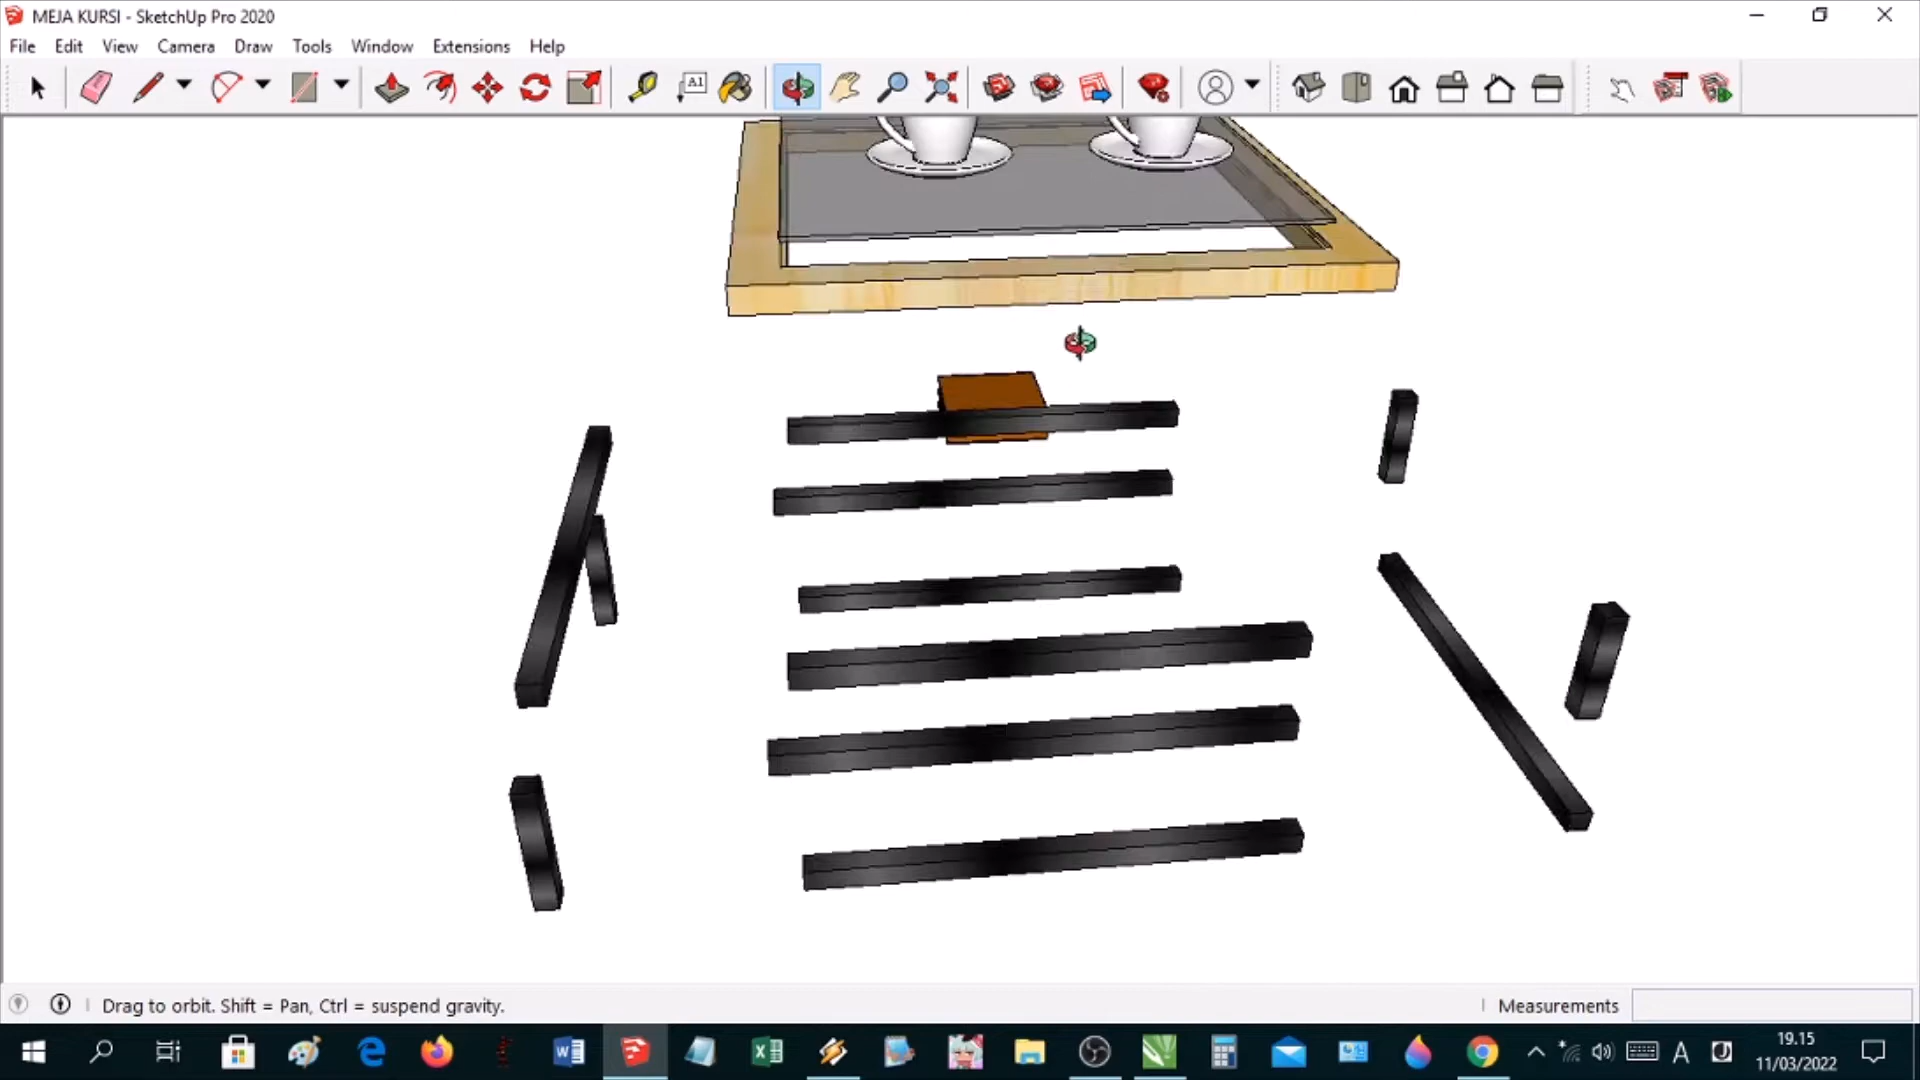 MEJA KURSI - SketchUp Pro 2020
File Edit View Camera Draw Tools Window Extensions Help
A1
Drag to orbit. Shift = Pan, Ctrl = suspend gravity.
Measurements
A
19.15
11/03/2022